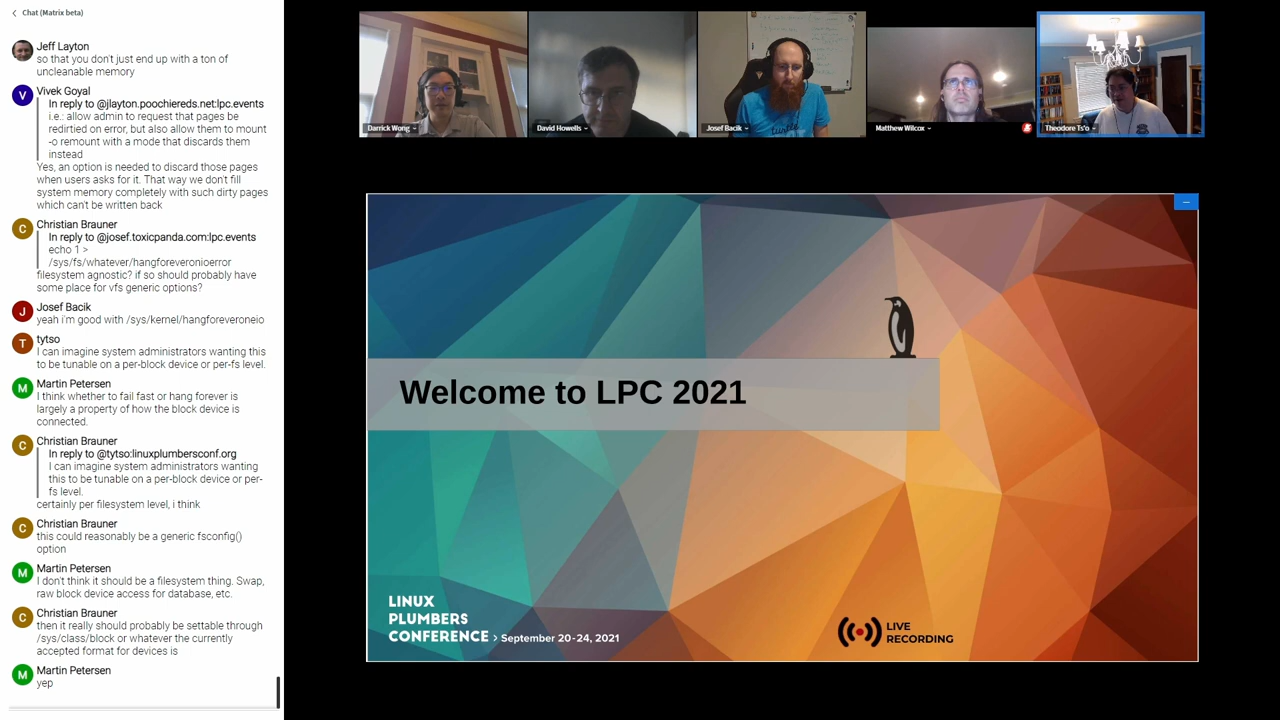 Chat (Matrix beta)
Jeff Layton
so that you don't just end up with a ton of
uncleanable memory
V
Vivek Goyal
In reply to @jlayton.poochiereds.net:lpc.events
i.e.: allow admin to request that pages be
redirtied on error, but also allow them to mount
-o remount with a mode that discards them
instead
Yes, an option is needed to discard those pages
when users asks for it. That way we don't fill
system memory completely with such dirty pages
which can't be written back
C
Christian Brauner
In reply to @josef.toxicpanda.com:lpc.events
echo 1 >
/sys/fs/whatever/hangforeveronioerror
filesystem agnostic? if so should probably have
some place for vfs generic options?
J
Josef Bacik
yeah i'm good with /sys/kernel/hangforeveroneio
T
tytso
I can imagine system administrators wanting this
to be tunable on a per-block device or per-fs level.
M
Martin Petersen
I think whether to fail fast or hang forever is
largely a property of how the block device is
connected.
C
Christian Brauner
In reply to @tytso:linuxplumbersconf.org
I can imagine system administrators wanting
this to be tunable on a per-block device or per-
fs level.
certainly per filesystem level, i think
C
Christian Brauner
this could reasonably be a generic fsconfig()
option
M
Martin Petersen
I don't think it should be a filesystem thing. Swap,
raw block device access for database, etc.
C
Christian Brauner
then it really should probably be settable through
/sys/class/block or whatever the currently
accepted format for devices is
M
Martin Petersen
yep
Darrick Wong
David Howells
Josef Bacik
Matthew Wilcox
Theodore Ts'o
Welcome to LPC 2021
LINUX
PLUMBERS
CONFERENCE > September 20-24, 2021
LIVE
RECORDING